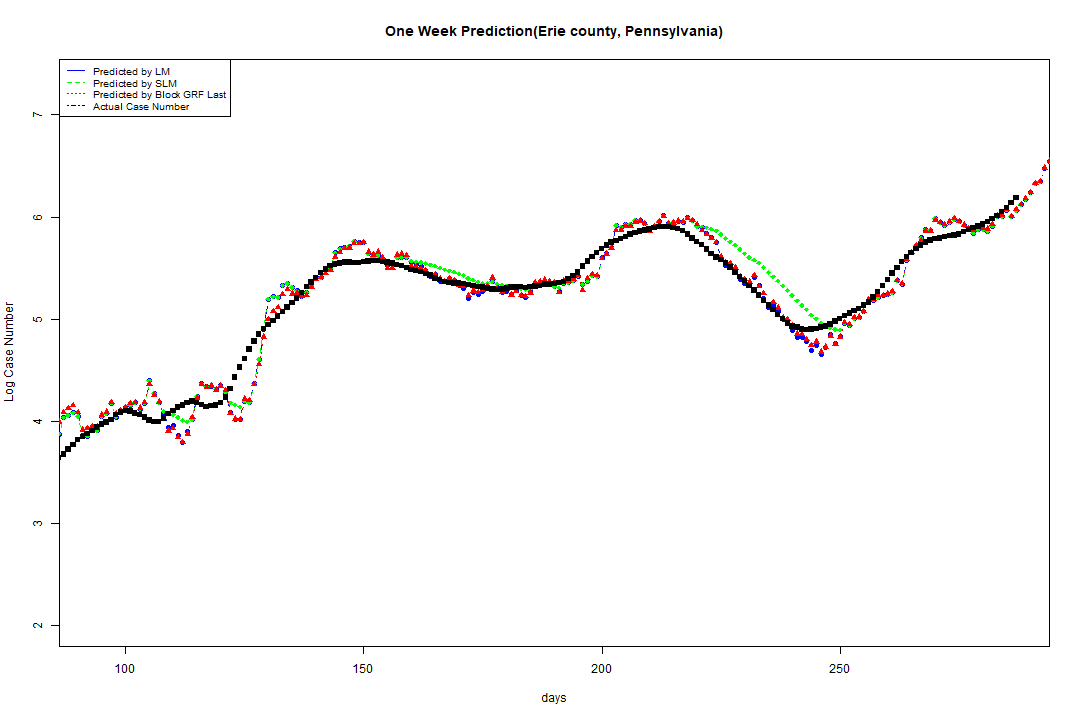 One Week Prediction(Erie county, Pennsylvania)
Predicted by LM
Predicted by SLM
Predicted by Block GRF Last
Actual Case Number
7
6
5
4
3
2
Log Case Number
100 150 200 250
days